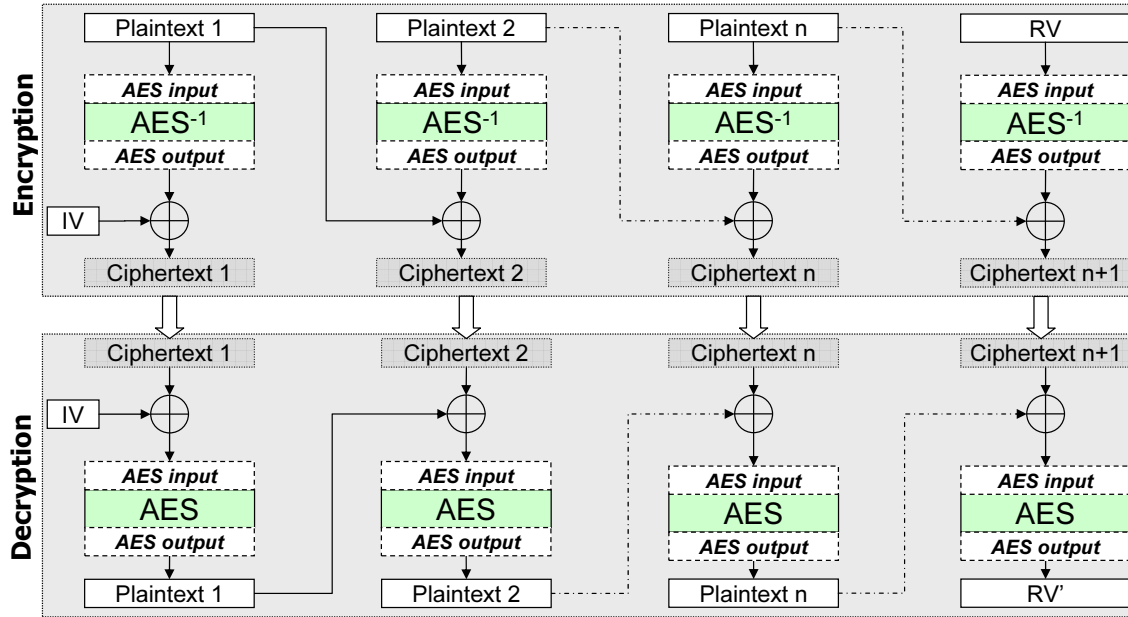 Encryption
Plaintext 1 Plaintext 2 Plaintext n RV
AES input AES input AES input AES input
AES-1 AES-1 AES-1 AES-1
AES output AES output AES output AES output
IV
Ciphertext 1 Ciphertext 2 Ciphertext n Ciphertext n+1
Decryption
Ciphertext 1 Ciphertext 2 Ciphertext n Ciphertext n+1
IV
AES input AES input AES input AES input
AES AES AES AES
AES output AES output AES output AES output
Plaintext 1 Plaintext 2 Plaintext n RV'